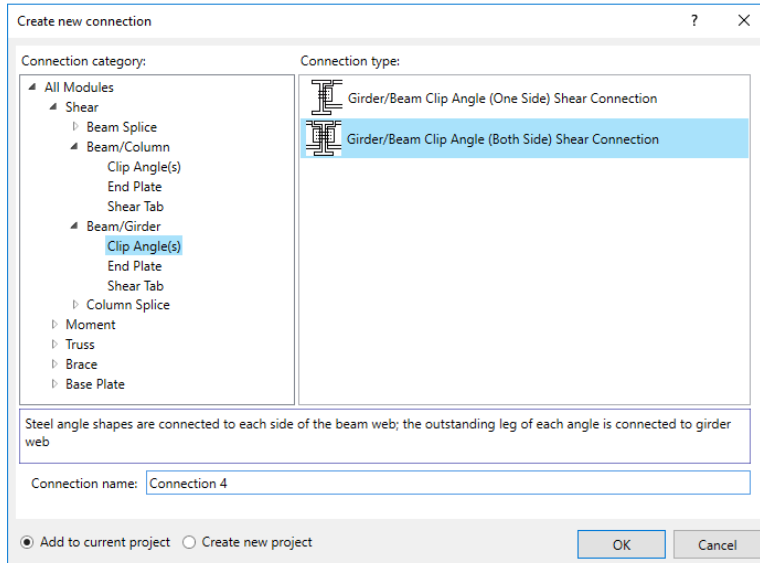 Create new connection
?
Connection category:
Connection type:
All Modules
Shear
Beam Splice
Beam/Column
Clip Angle(s)
End Plate
Shear Tab
Beam/Girder
Clip Angle(s)
End Plate
Shear Tab
Column Splice
Moment
Truss
Brace
Base Plate
Girder/Beam Clip Angle (One Side) Shear Connection
Girder/Beam Clip Angle (Both Side) Shear Connection
Steel angle shapes are connected to each side of the beam web; the outstanding leg of each angle is connected to girder
web
Connection name: Connection 4
Add to current project Create new project
OK Cancel